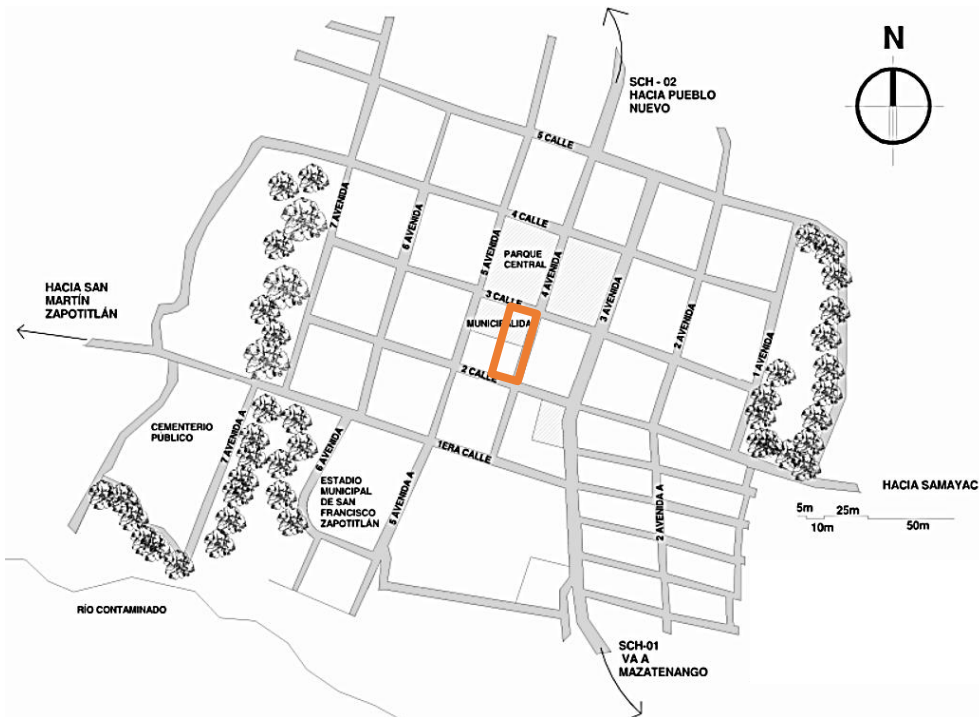 N
SCH - 02
HACIA PUEBLO
NUEVO
5 CALLE
7 AVENIDA
6 AVENIDA
4 CALLE
5 AVENIDA
PARQUE
CENTRAL
4 AVENIDA
3 AVENIDA
2 AVENIDA
1 AVENIDA
HACIA SAN
MARTÍN
ZAPOTITLÁN
3 CALLE
MUNICIPALIDA
2 CALLE
CEMENTERIO
PUBLICO
7 AVENIDA A
6 AVENIDA
1ERA CALLE
ESTADIO
MUNICIPAL
DE SAN
FRANCISCO
ZAPOTITLÁN
5 AVENIDA A
2 AVENIDA A
HACIA SAMAYAC
5m 25m
10m 50m
RÍO CONTAMINADO
SCH-01
VA A
MAZATENANGO